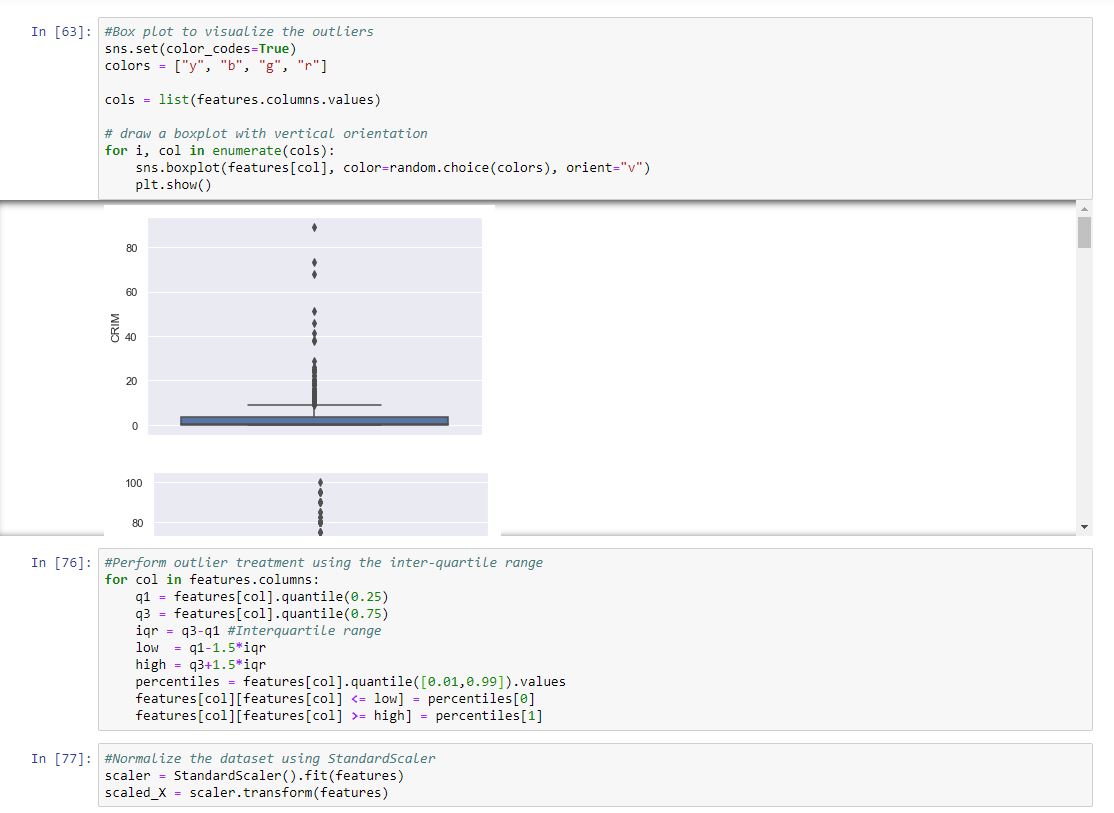 In [63]: #Box plot to visualize the outliers
sns.set(color_codes=True)
colors = ["y", "b", "g", "r"]
cols = list(features.columns.values)
# draw a boxplot with vertical orientation
for i, col in enumerate(cols):
    sns.boxplot(features[col], color=random.choice(colors), orient="v")
    plt.show()
80
60
CRIM
40
20
0
100
80
In [76]: #Perform outlier treatment using the inter-quartile range
for col in features.columns:
    q1 = features[col].quantile(0.25)
    q3 = features[col].quantile(0.75)
    iqr = q3-q1 #Interquartile range
    low  = q1-1.5*iqr
    high = q3+1.5*iqr
    percentiles = features[col].quantile([0.01,0.99]).values
    features[col][features[col] <= low] = percentiles[0]
    features[col][features[col] >= high] = percentiles[1]
In [77]: #Normalize the dataset using StandardScaler
scaler = StandardScaler().fit(features)
scaled_X = scaler.transform(features)